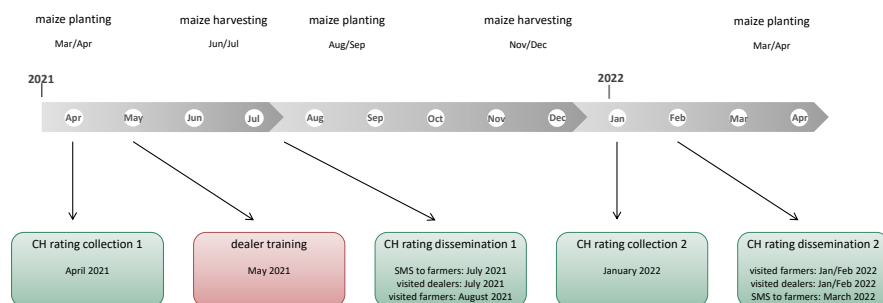 maize planting
Mar/Apr
maize harvesting
Jun/Jul
maize planting
Aug/Sep
maize harvesting
Nov/Dec
maize planting
Mar/Apr
2021
2022
Apr
May
Jun
Jul
Aug
Sep
Oct
Nov
Dec
Jan
Feb
Mar
Apr
CH rating collection 1
April 2021
dealer training
May 2021
CH rating dissemination 1
SMS to farmers: July 2021
visited dealers: July 2021
visited farmers: August 2021
CH rating collection 2
January 2022
CH rating dissemination 2
visited farmers: Jan/Feb 2022
visited dealers: Jan/Feb 2022
SMS to farmers: March 2022